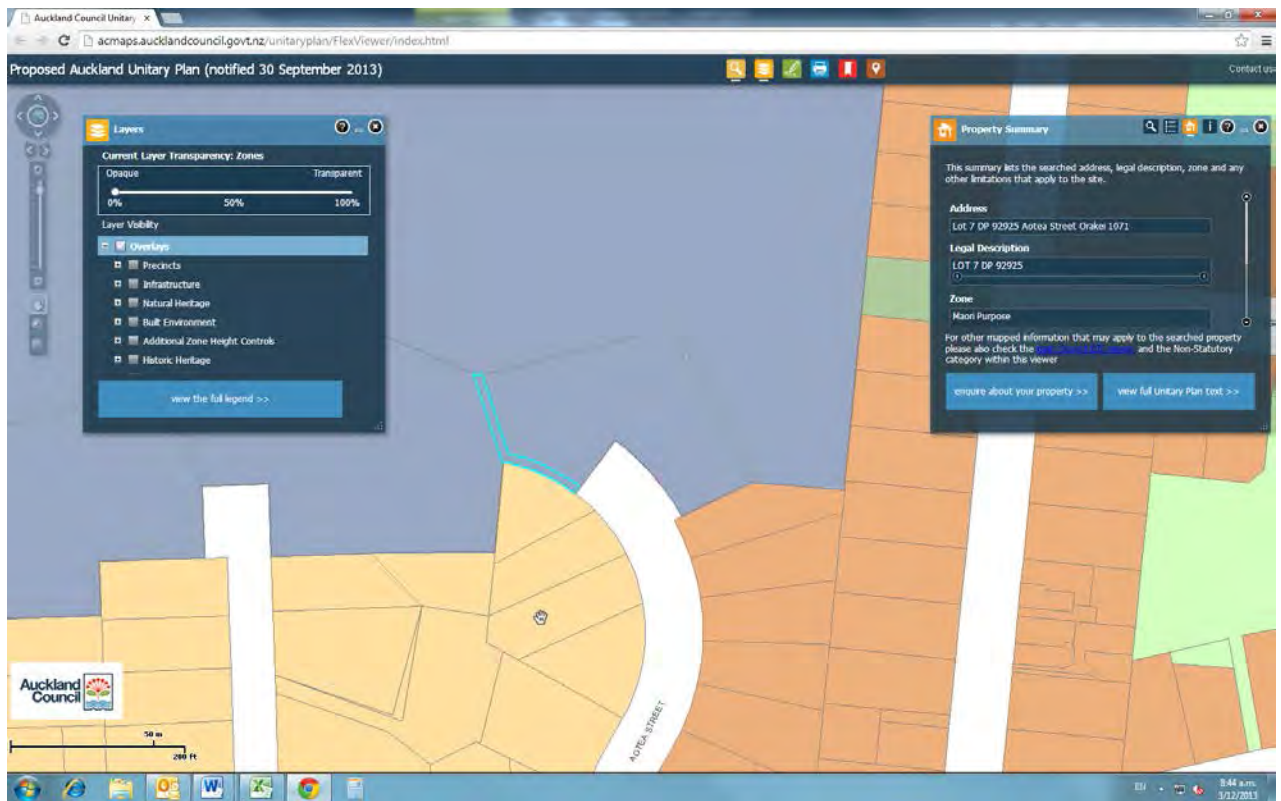 Auckland Council Unitary
acmaps.aucklandcouncil.govt.nz/unitaryplan/FlexViewer/index.html
Proposed Auckland Unitary Plan (notified 30 September 2013)
Contact us
Layers
Current Layer Transparency: Zones
Opaque Transparent
0% 50% 100%
Layer Visibility
Overlays
Precincts
Infrastructure
Natural Heritage
Built Environment
Additional Zone Height Controls
Historic Heritage
view the full legend >>
Property Summary
This summary lists the searched address, legal description, zone and any
other limitations that apply to the site.
Address
Lot 7 DP 92925 Aotea Street Orakei 1071
Legal Description
LOT 7 DP 92925
Zone
Maori Purpose
For other mapped information that may apply to the searched property
please also check the and the Non-Statutory
category within this viewer
enquire about your property >> view full Unitary Plan text >>
AOTEA STREET
Auckland
Council
50 m
200 ft
EN
8:44 a.m.
3/12/2013